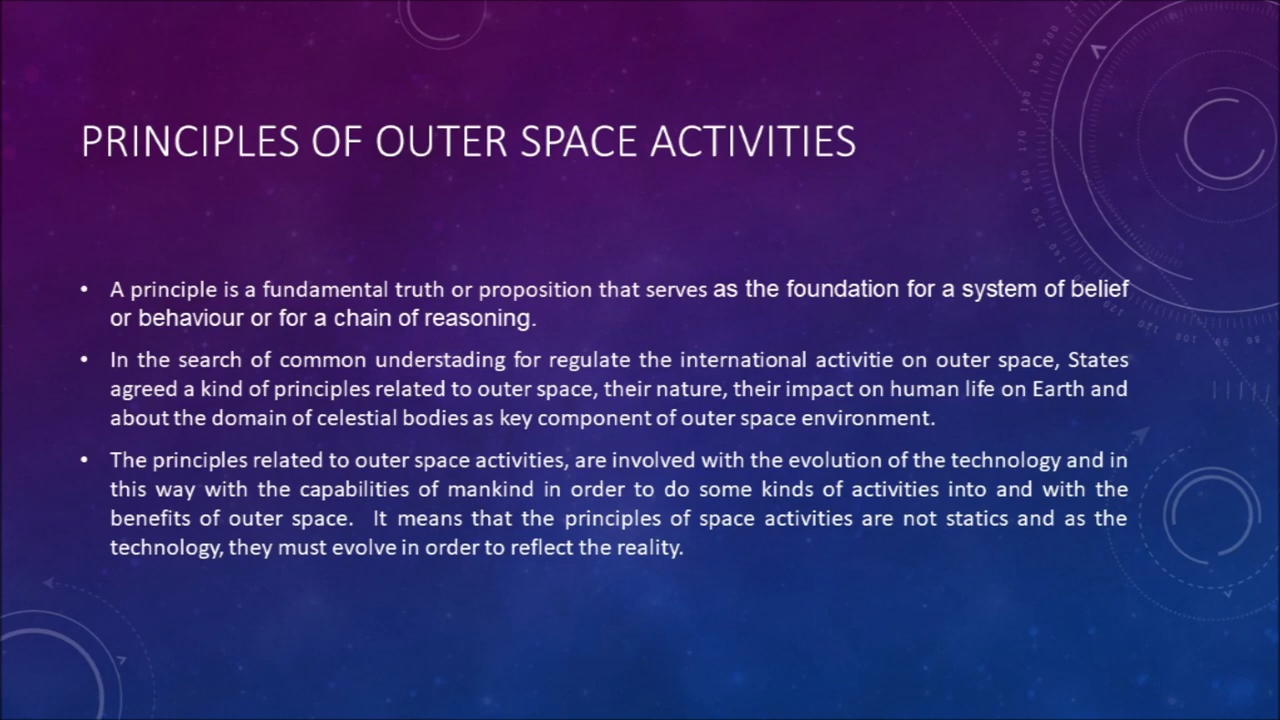 PRINCIPLES OF OUTER SPACE ACTIVITIES
• A principle is a fundamental truth or proposition that serves as the foundation for a system of belief
or behaviour or for a chain of reasoning.
• In the search of common understading for regulate the international activitie on outer space, States
agreed a kind of principles related to outer space, their nature, their impact on human life on Earth and
about the domain of celestial bodies as key component of outer space environment.
• The principles related to outer space activities, are involved with the evolution of the technology and in
this way with the capabilities of mankind in order to do some kinds of activities into and with the
benefits of outer space. It means that the principles of space activities are not statics and as the
technology, they must evolve in order to reflect the reality.